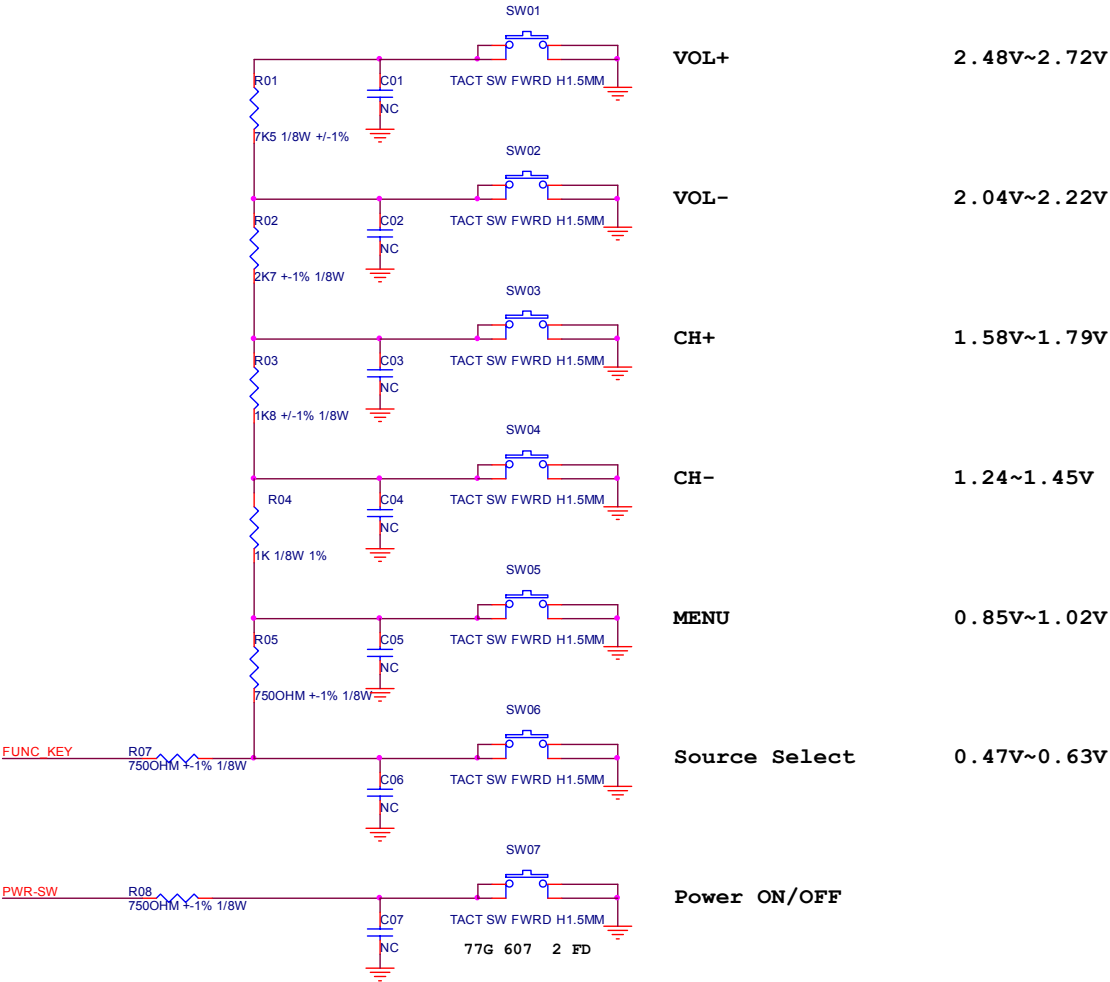 SW01
VOL+ 2.48V~2.72V
R01 C01 TACT SW FWRD H1.5MM
NC
7K5 1/8W +/-1%
SW02
VOL- 2.04V~2.22V
R02 C02 TACT SW FWRD H1.5MM
NC
2K7 +-1% 1/8W
SW03
CH+ 1.58V~1.79V
R03 C03 TACT SW FWRD H1.5MM
NC
1K8 +/-1% 1/8W
SW04
CH- 1.24~1.45V
R04 C04 TACT SW FWRD H1.5MM
NC
1K 1/8W 1%
SW05
MENU 0.85V~1.02V
R05 C05 TACT SW FWRD H1.5MM
NC
750OHM +-1% 1/8W
SW06
FUNC_KEY R07 Source Select 0.47V~0.63V
750OHM +-1% 1/8W
C06 TACT SW FWRD H1.5MM
NC
SW07
PWR-SW R08 Power ON/OFF
750OHM +-1% 1/8W
C07 TACT SW FWRD H1.5MM
NC 77G 607 2 FD